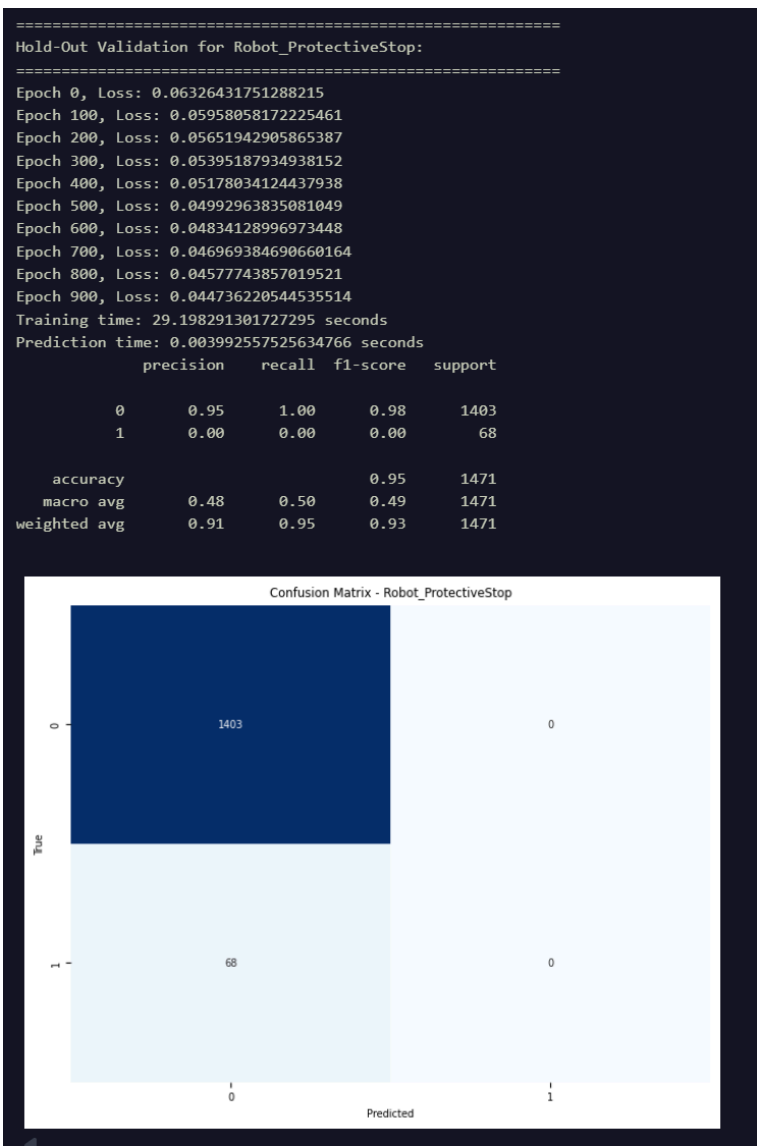 ============================================================
Hold-Out Validation for Robot_ProtectiveStop:
============================================================
Epoch 0, Loss: 0.06326431751288215
Epoch 100, Loss: 0.05958058172225461
Epoch 200, Loss: 0.05651942905865387
Epoch 300, Loss: 0.05395187934938152
Epoch 400, Loss: 0.05178034124437938
Epoch 500, Loss: 0.04992963835081049
Epoch 600, Loss: 0.04834128996973448
Epoch 700, Loss: 0.046969384690660164
Epoch 800, Loss: 0.04577743857019521
Epoch 900, Loss: 0.044736220544535514
Training time: 29.198291301727295 seconds
Prediction time: 0.003992557525634766 seconds
precision recall f1-score support
0 0.95 1.00 0.98 1403
1 0.00 0.00 0.00 68
accuracy 0.95 1471
macro avg 0.48 0.50 0.49 1471
weighted avg 0.91 0.95 0.93 1471
Confusion Matrix - Robot_ProtectiveStop
0 1403 0
True
1 68 0
0 1
Predicted